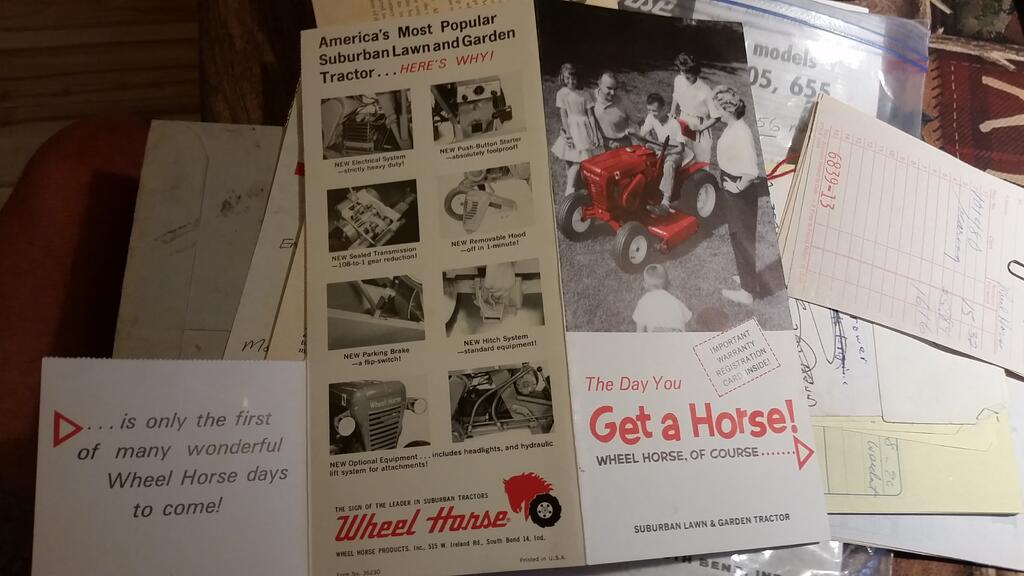 America's Most Popular
Suburban Lawn and Garden
Tractor... HERE'S WHY!
NEW Electrical System
—strictly heavy duty!
NEW Push-Button Starter
—absolutely foolproof!
NEW Sealed Transmission
—108-to-1 gear reduction!
NEW Removable Hood
—off in 1-minute!
NEW Parking Brake
—a flip-switch!
NEW Hitch System
—standard equipment!
Wheel Horse
NEW Optional Equipment...includes headlights, and hydraulic
lift system for attachments!
THE SIGN OF THE LEADER IN SUBURBAN TRACTORS
Wheel Horse®
WHEEL HORSE PRODUCTS, Inc., 515 W. Ireland Rd., South Bend 14, Ind.
Form No. 36230
Printed in U.S.A.
IMPORTANT
WARRANTY
REGISTRATION
CARD INSIDE!
The Day You
Get a Horse!
WHEEL HORSE, OF COURSE.......
SUBURBAN LAWN & GARDEN TRACTOR
....is only the first
of many wonderful
Wheel Horse days
to come!
models
05, 655
6839-13